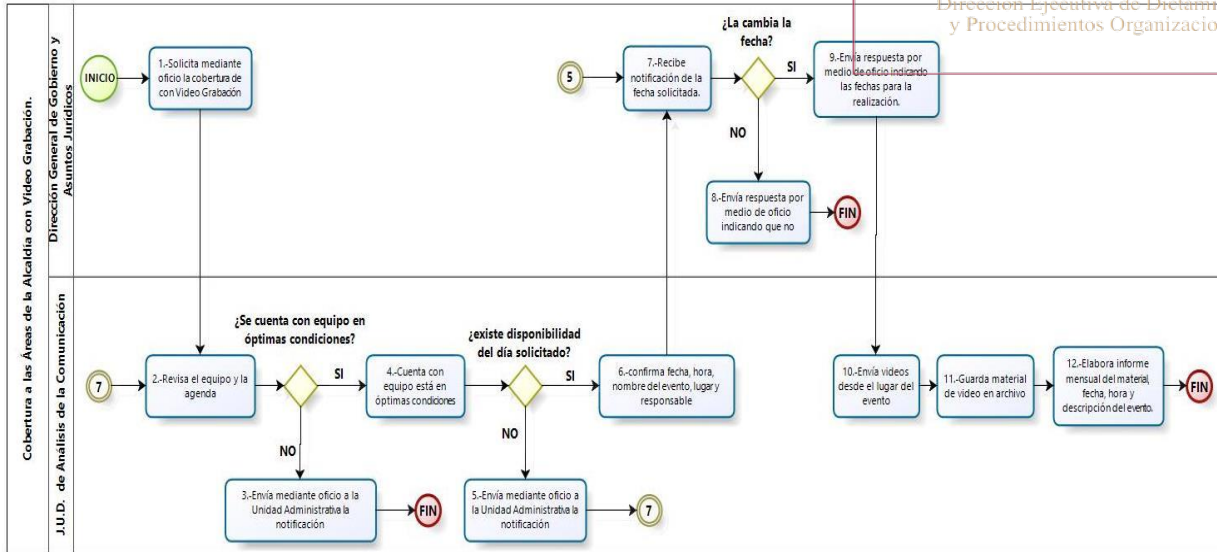 Dirección Ejecutiva de
y Procedimientos
Cobertura a las Áreas de la Alcaldía con Video Grabación.
Dirección General de Gobierno y
Asuntos Jurídicos
INICIO
1.-Solicita mediante
oficio la cobertura de
con Video Grabación
5
7.-Recibe
notificación de la
fecha solicitada.
¿La cambia la
fecha?
SI
NO
9.-Envía respuesta por
medio de oficio indicando
las fechas para la
realización.
8.-Envía respuesta por
medio de oficio
indicando que no
FIN
J.U.D. de Análisis de la Comunicación
7
2.-Revisa el equipo y la
agenda
¿Se cuenta con equipo en
óptimas condiciones?
SI
NO
3.-Envía mediante oficio a la
Unidad Administrativa la
notificación
FIN
4.-Cuenta con
equipo está en
óptimas condiciones
¿existe disponibilidad
del día solicitado?
SI
NO
5.-Envía mediante oficio a
la Unidad Administrativa la
notificación
7
6.-confirma fecha, hora,
nombre del evento, lugar y
responsable
10.-Envía videos
desde el lugar del
evento
11.-Guarda material
de video en archivo
12.-Elabora informe
mensual del material,
fecha, hora y
descripción del evento.
FIN